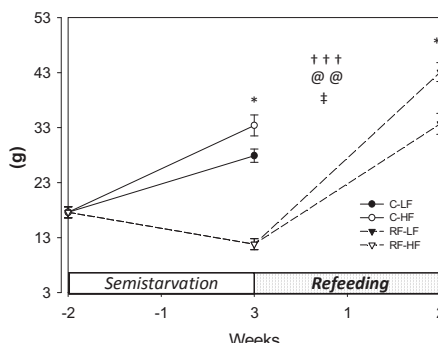 53
43
33
23
13
3
(g)
*
† † †
@ @
‡
*
C-LF
C-HF
RF-LF
RF-HF
Semistarvation
Refeeding
-2
-1
3
1
2
Weeks